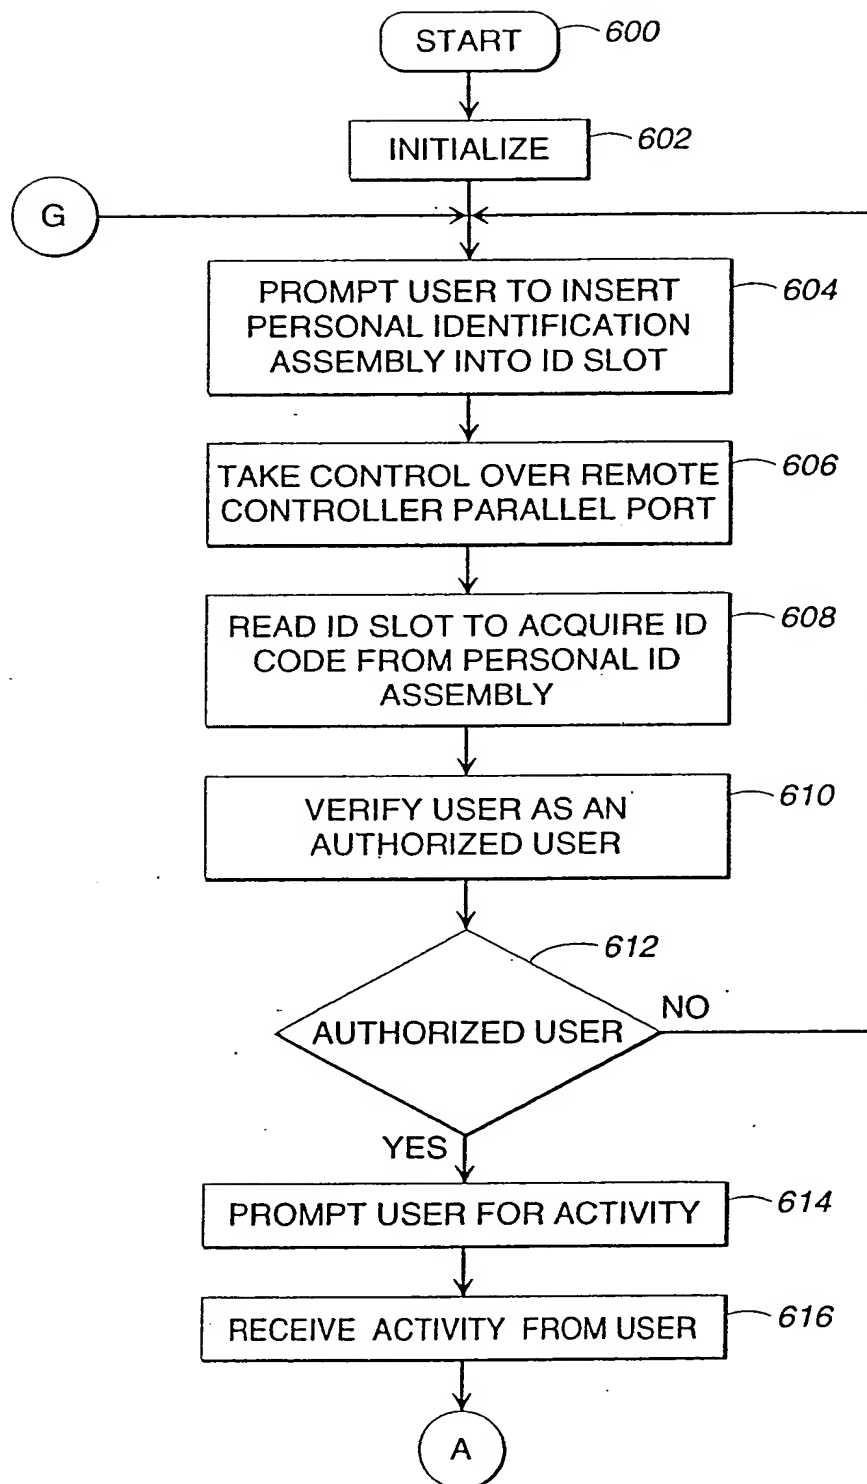 START
600
INITIALIZE
602
G
PROMPT USER TO INSERT
PERSONAL IDENTIFICATION
ASSEMBLY INTO ID SLOT
604
TAKE CONTROL OVER REMOTE
CONTROLLER PARALLEL PORT
606
READ ID SLOT TO ACQUIRE ID
CODE FROM PERSONAL ID
ASSEMBLY
608
VERIFY USER AS AN
AUTHORIZED USER
610
612
AUTHORIZED USER
NO
YES
PROMPT USER FOR ACTIVITY
614
RECEIVE ACTIVITY FROM USER
616
A